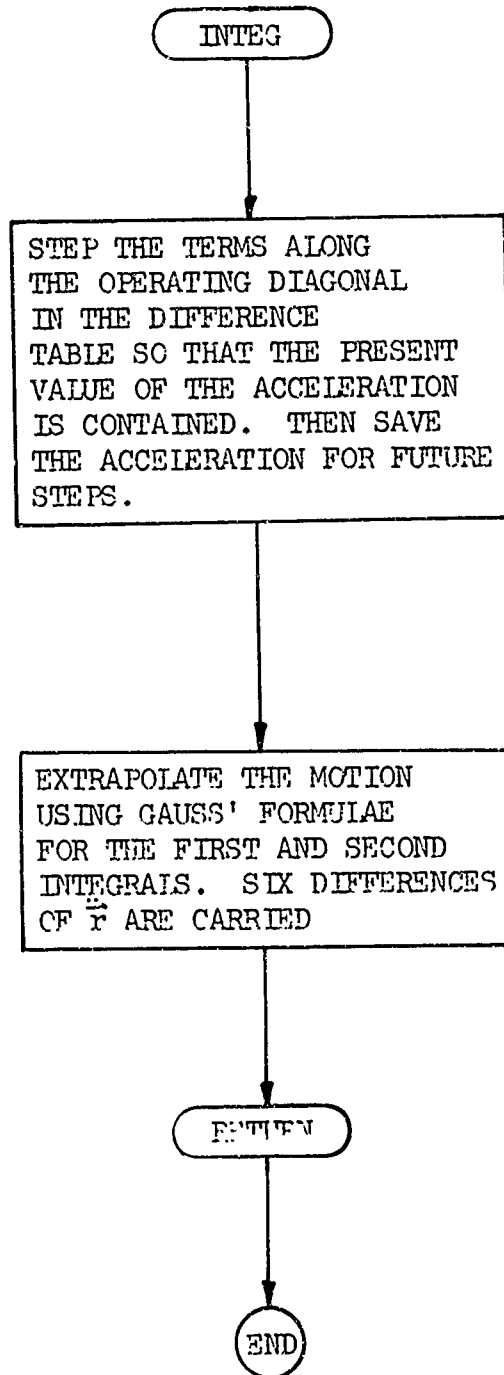 INTEG
STEP THE TERMS ALONG
THE OPERATING DIAGONAL
IN THE DIFFERENCE
TABLE SO THAT THE PRESENT
VALUE OF THE ACCELERATION
IS CONTAINED. THEN SAVE
THE ACCELERATION FOR FUTURE
STEPS.
EXTRAPOLATE THE MOTION
USING GAUSS' FORMULAE
FOR THE FIRST AND SECOND
INTEGRALS. SIX DIFFERENCES
OF r̈ ARE CARRIED
RETURN
END